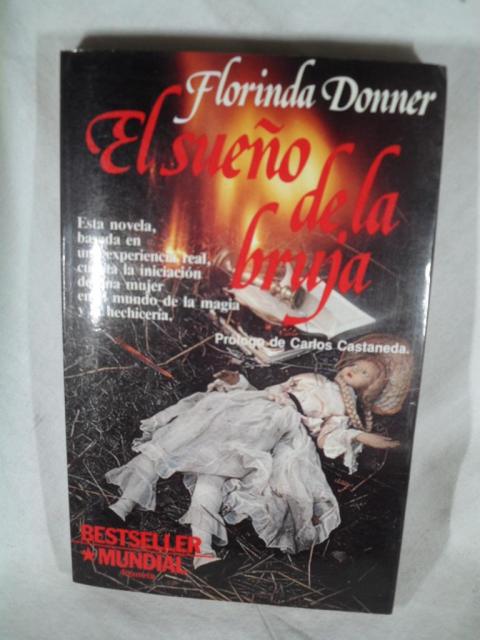 Florinda Donner
El sueño
de la
bruja
Esta novela,
basada en
una experiencia real,
cuenta la iniciación
de una mujer
en el mundo de la magia
y la hechicería.
Prólogo de Carlos Castaneda.
BESTSELLER
★ MUNDIAL